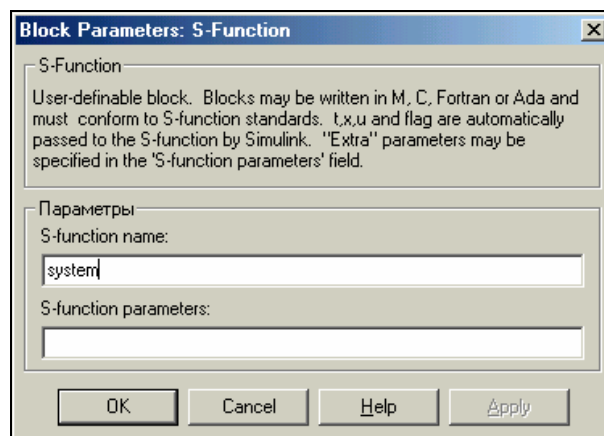 Block Parameters: S-Function
S-Function
User-definable block.  Blocks may be written in M, C, Fortran or Ada and
must  conform to S-function standards.  t,x,u and flag are automatically
passed to the S-function by Simulink.  "Extra" parameters may be
specified in the 'S-function parameters' field.
Параметры
S-function name:
system
S-function parameters:
OK Cancel Help Apply